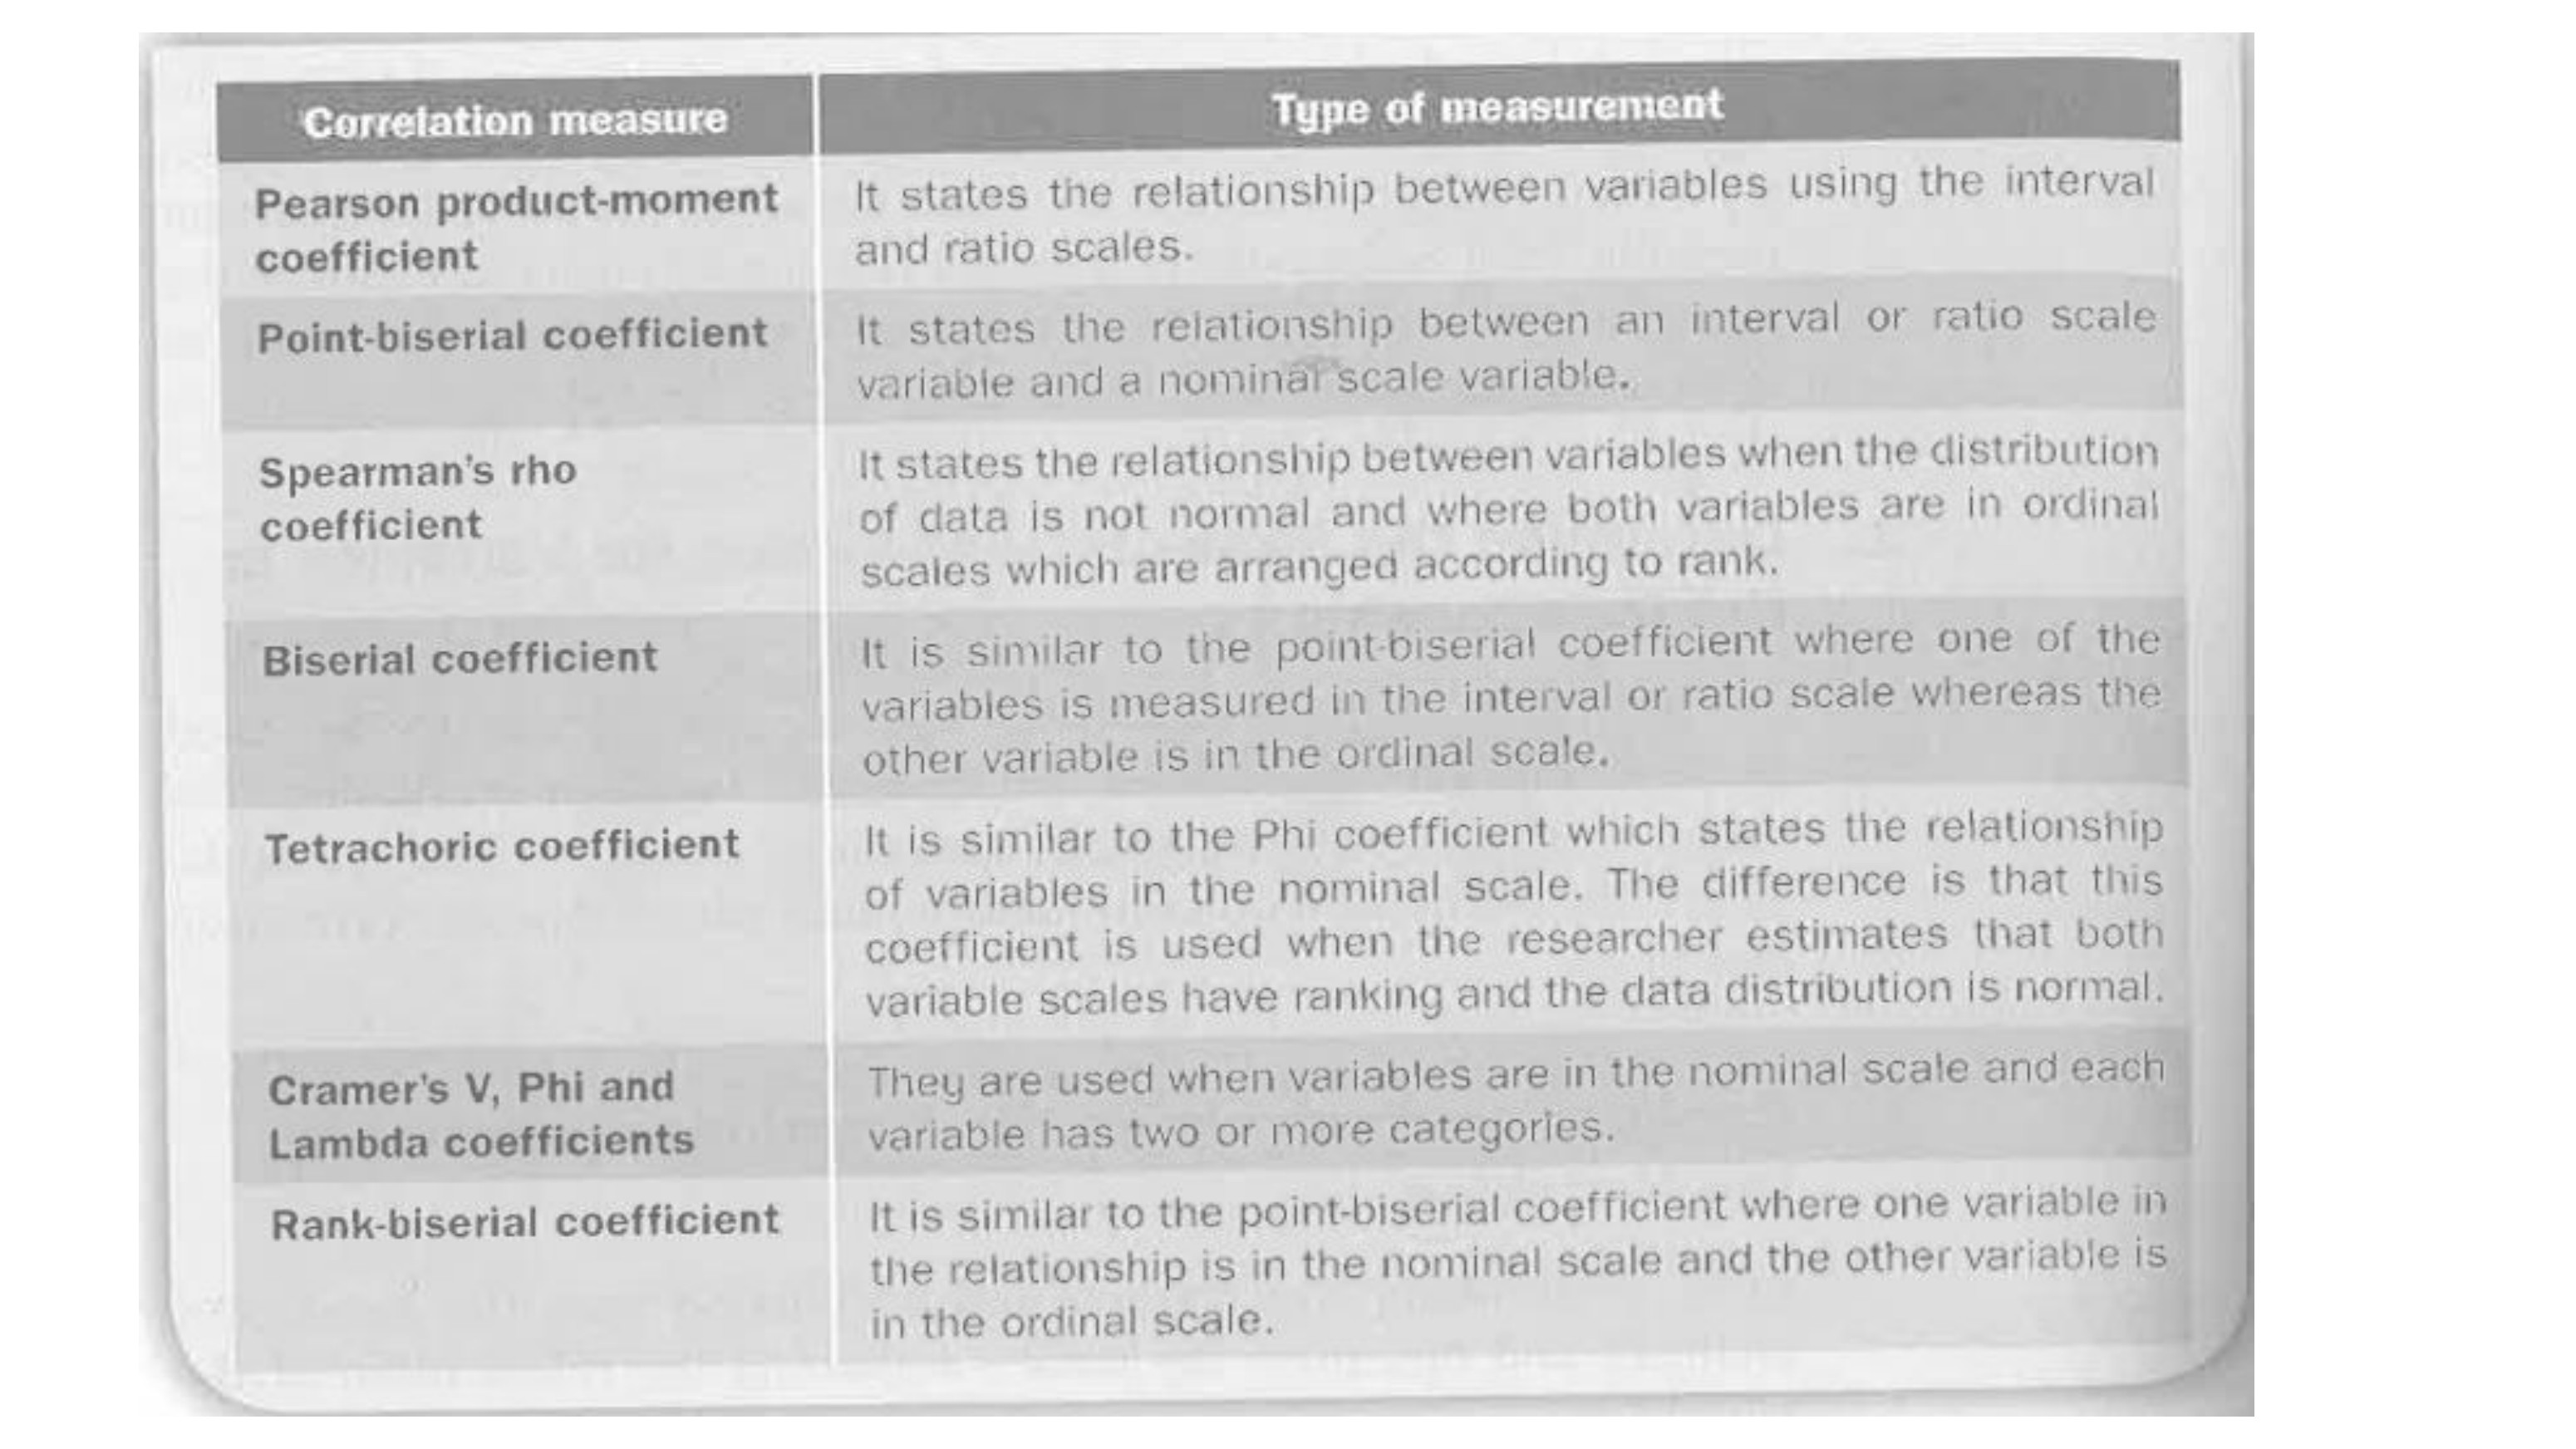 Correlation measure
Type of measurement
Pearson product-moment
coefficient
It states the relationship between variables using the interval
and ratio scales.
Point-biserial coefficient
It states the relationship between an interval or ratio scale
variable and a nominal scale variable.
Spearman's rho
coefficient
It states the relationship between variables when the distribution
of data is not normal and where both variables are in ordinal
scales which are arranged according to rank.
Biserial coefficient
It is similar to the point-biserial coefficient where one of the
variables is measured in the interval or ratio scale whereas the
other variable is in the ordinal scale.
Tetrachoric coefficient
It is similar to the Phi coefficient which states the relationship
of variables in the nominal scale. The difference is that this
coefficient is used when the researcher estimates that both
variable scales have ranking and the data distribution is normal.
Cramer's V, Phi and
Lambda coefficients
They are used when variables are in the nominal scale and each
variable has two or more categories.
Rank-biserial coefficient
It is similar to the point-biserial coefficient where one variable in
the relationship is in the nominal scale and the other variable is
in the ordinal scale.